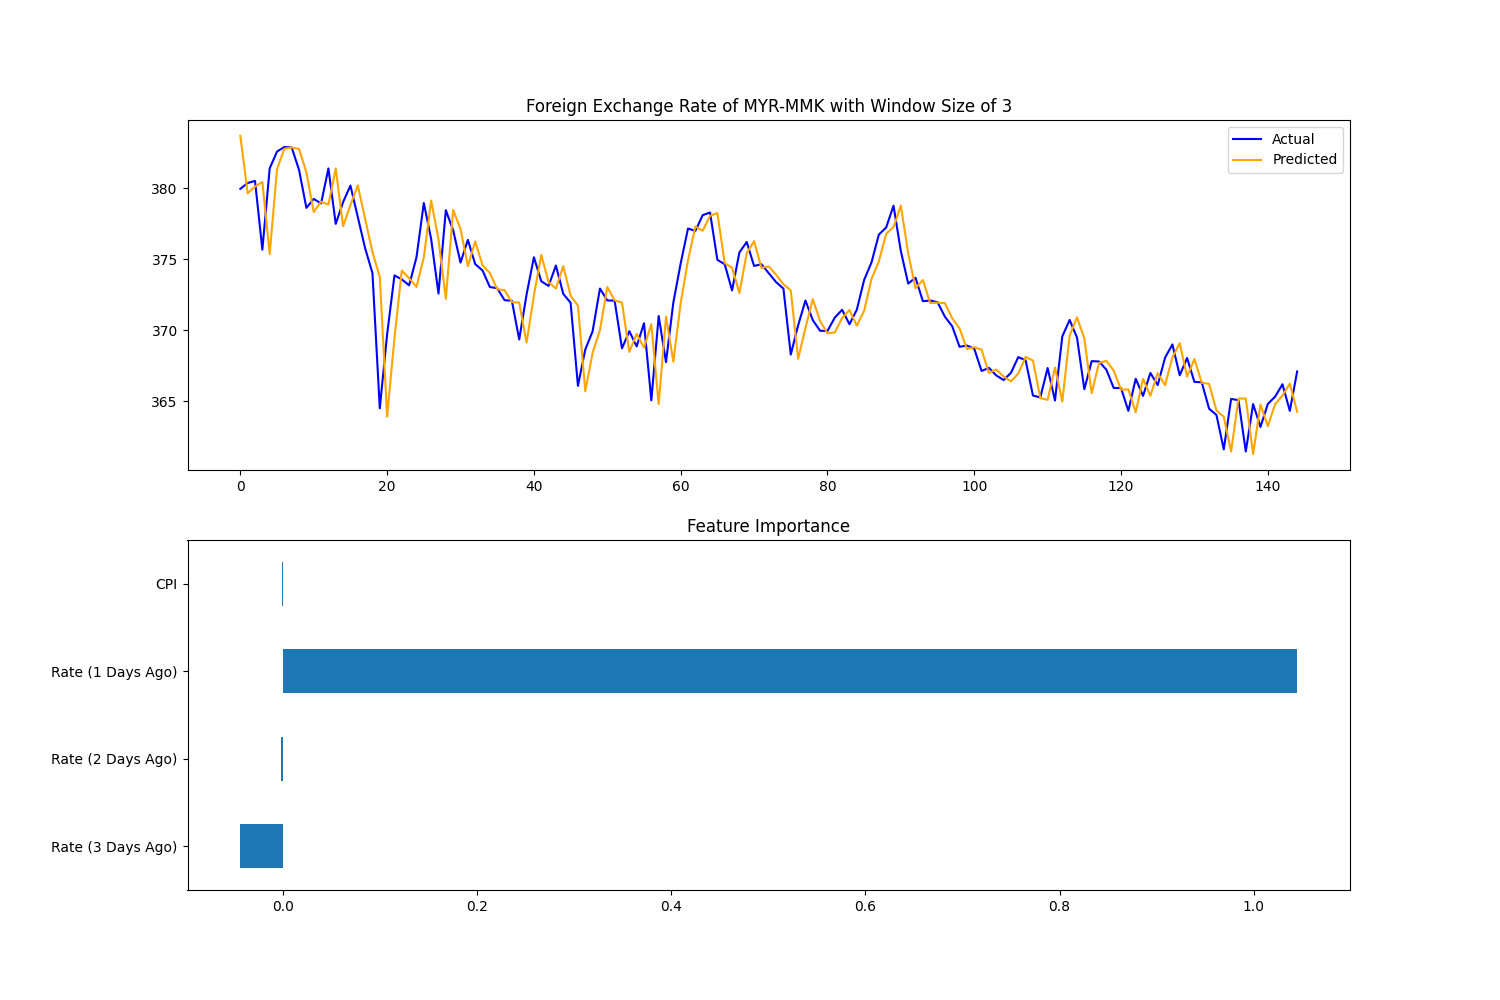 Foreign Exchange Rate of MYR-MMK with Window Size of 3
Actual
Predicted
380
375
370
365
0 20 40 60 80 100 120 140
Feature Importance
CPI
Rate (1 Days Ago)
Rate (2 Days Ago)
Rate (3 Days Ago)
0.0 0.2 0.4 0.6 0.8 1.0